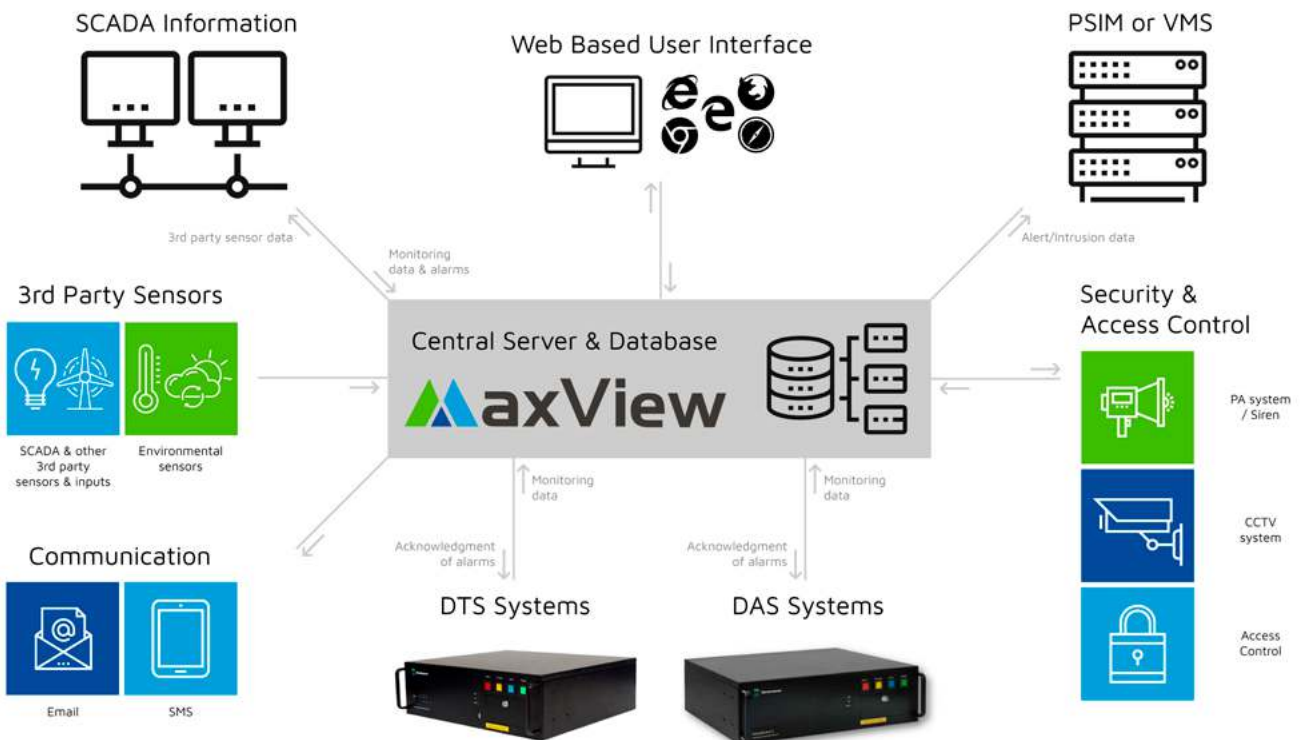 SCADA Information
Web Based User Interface
PSIM or VMS
3rd party sensor data
Monitoring
data & alarms
Alert/Intrusion data
3rd Party Sensors
SCADA & other
3rd party
sensors & inputs
Environmental
sensors
Central Server & Database
MaxView
Security &
Access Control
PA system
/ Siren
CCTV
system
Access
Control
Monitoring
data
Monitoring
data
Acknowledgment
of alarms
Acknowledgment
of alarms
Communication
Email
SMS
DTS Systems
DAS Systems